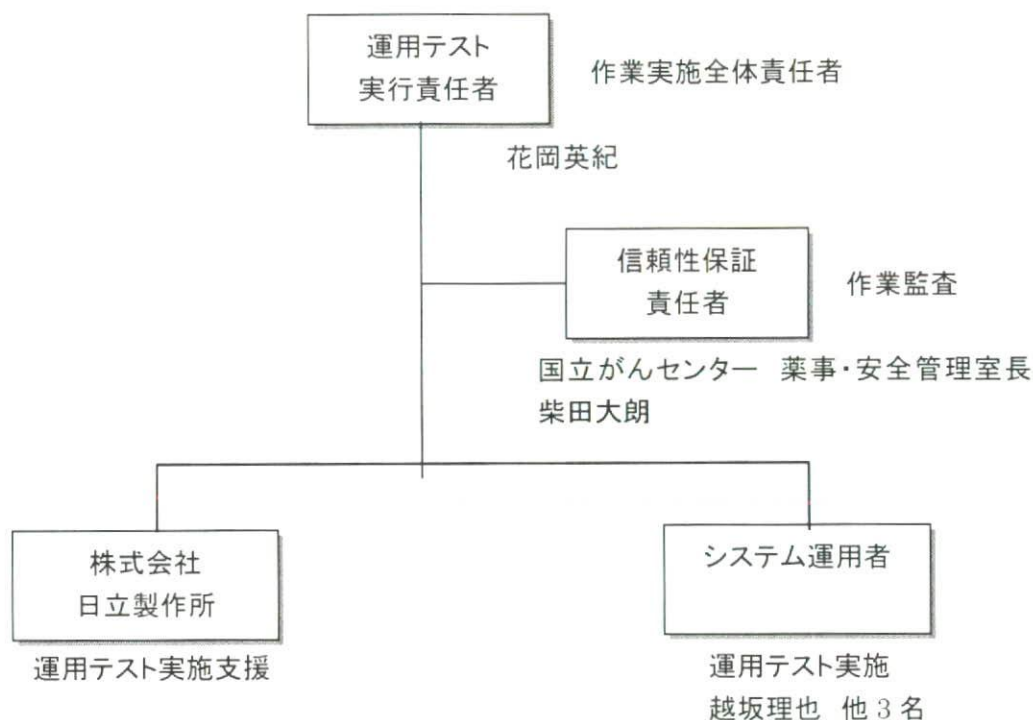 運用テスト
実行責任者
作業実施全体責任者
花岡英紀
信頼性保証
責任者
作業監査
国立がんセンター 薬事・安全管理室長
柴田大朗
株式会社
日立製作所
運用テスト実施支援
システム運用者
運用テスト実施
越坂理也 他3名